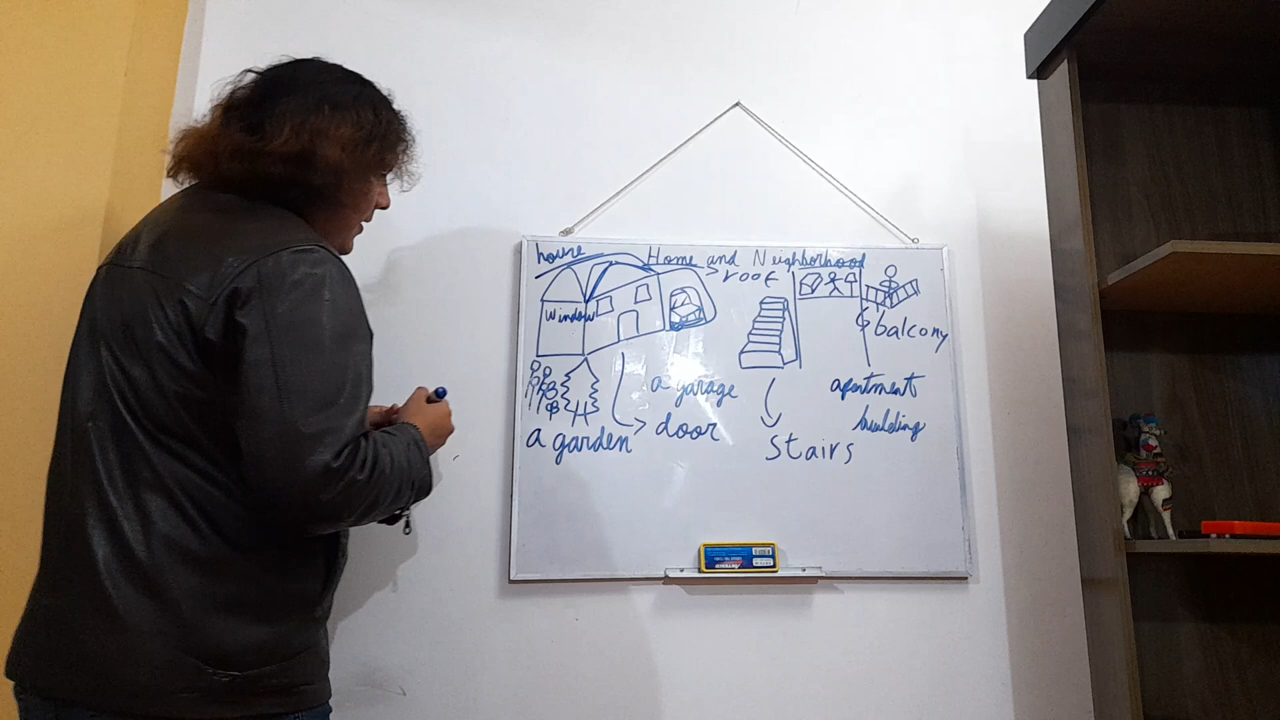 house
Home and Neighborhood
roof
window
balcony
a garage
apartment
building
a garden
door
Stairs